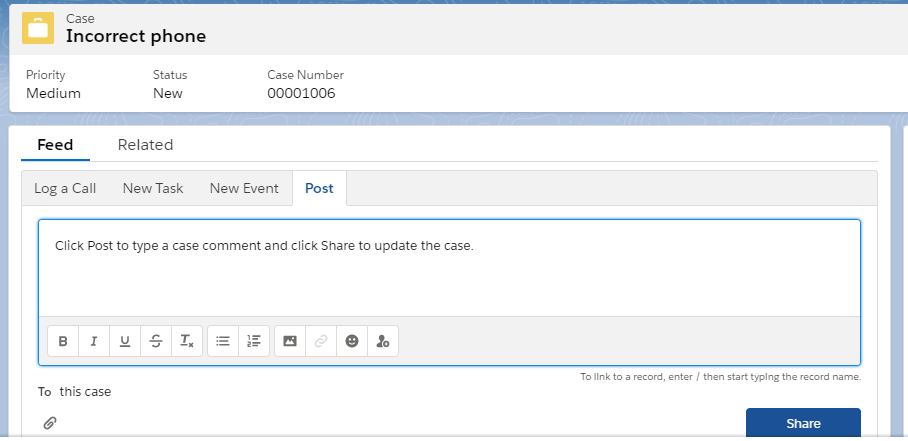 Case
Incorrect phone
Priority Status Case Number
Medium New 00001006
Feed Related
Log a Call New Task New Event Post
Click Post to type a case comment and click Share to update the case.
B I U S Tx
To link to a record, enter / then start typing the record name.
To this case
Share